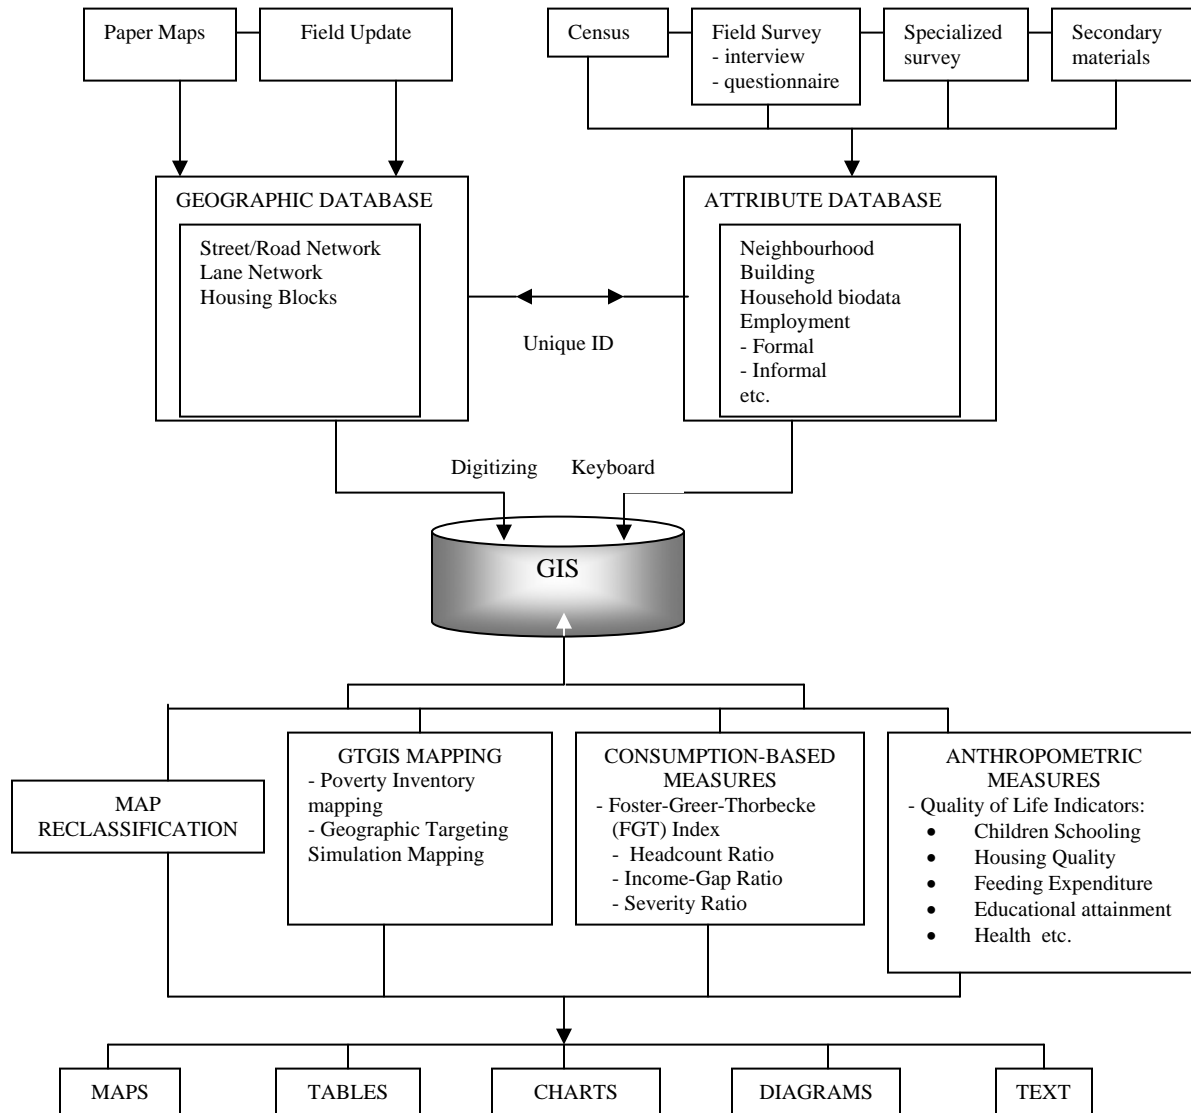 Paper Maps
Field Update
Census
Field Survey
- interview
- questionnaire
Specialized
survey
Secondary
materials
GEOGRAPHIC DATABASE
Street/Road Network
Lane Network
Housing Blocks
ATTRIBUTE DATABASE
Neighbourhood
Building
Household biodata
Employment
- Formal
- Informal
etc.
Unique ID
Digitizing
Keyboard
GIS
MAP
RECLASSIFICATION
GTGIS MAPPING
- Poverty Inventory
mapping
- Geographic Targeting
Simulation Mapping
CONSUMPTION-BASED
MEASURES
- Foster-Greer-Thorbecke
(FGT) Index
- Headcount Ratio
- Income-Gap Ratio
- Severity Ratio
ANTHROPOMETRIC
MEASURES
- Quality of Life Indicators:
• Children Schooling
• Housing Quality
• Feeding Expenditure
• Educational attainment
• Health etc.
MAPS
TABLES
CHARTS
DIAGRAMS
TEXT